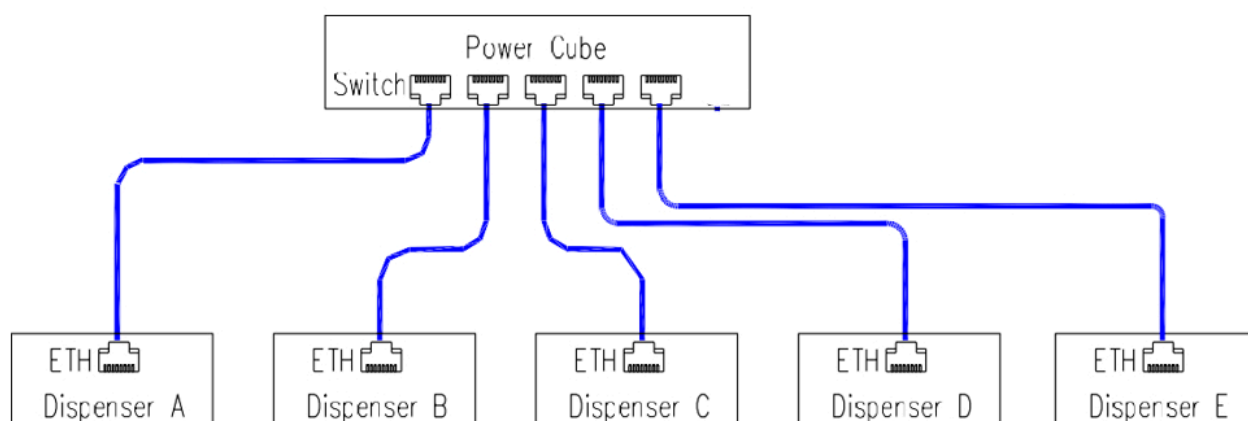 Power Cube
Switch
ETH
Dispenser A
ETH
Dispenser B
ETH
Dispenser C
ETH
Dispenser D
ETH
Dispenser E